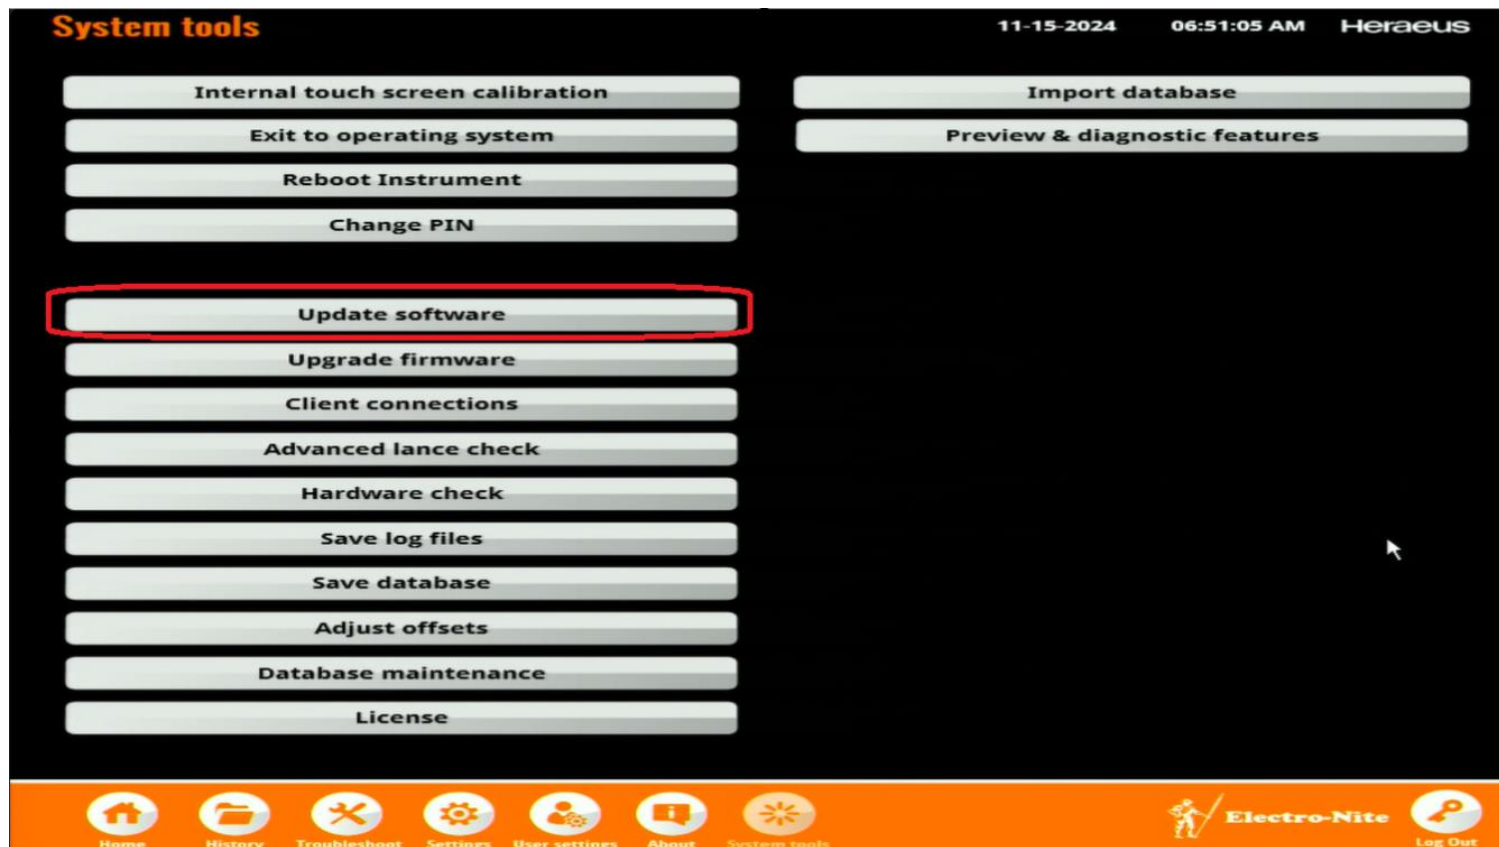 System tools
11-15-2024 06:51:05 AM Heraeus
Internal touch screen calibration
Exit to operating system
Reboot Instrument
Change PIN
Update software
Upgrade firmware
Client connections
Advanced lance check
Hardware check
Save log files
Save database
Adjust offsets
Database maintenance
License
Import database
Preview & diagnostic features
Home
History
Troubleshoot
Settings
User settings
About
System tools
Electro-Nite
Log Out